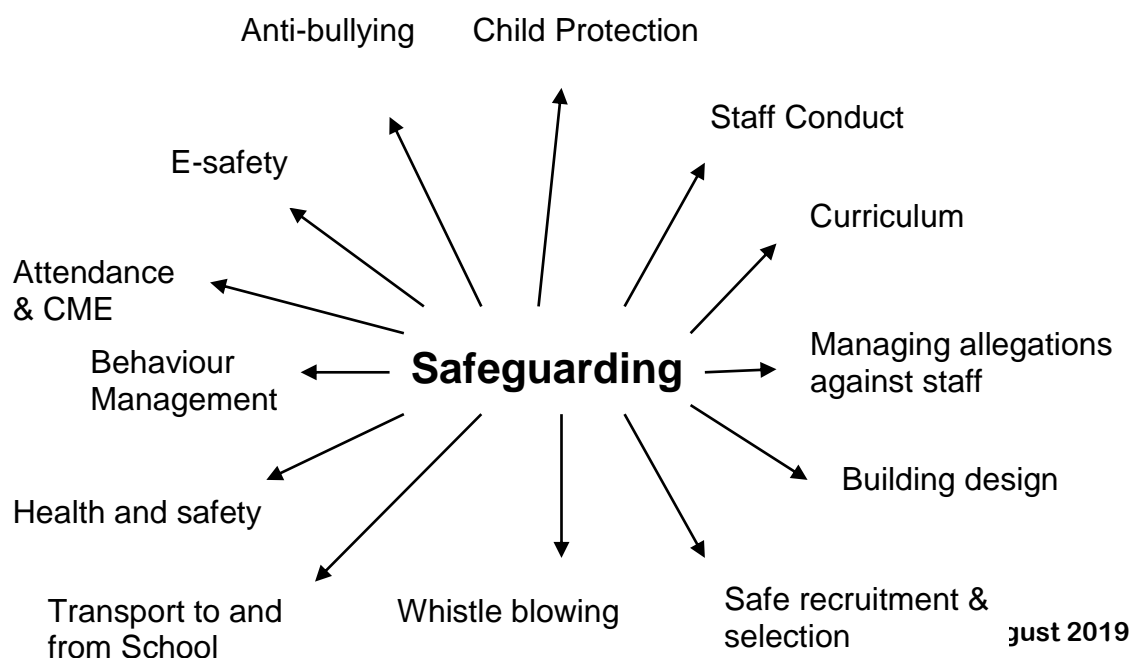 Anti-bullying
Child Protection
Staff Conduct
E-safety
Curriculum
Attendance
& CME
Behaviour
Management
Safeguarding
Managing allegations
against staff
Building design
Health and safety
Transport to and
from School
Whistle blowing
Safe recruitment &
selection
2019